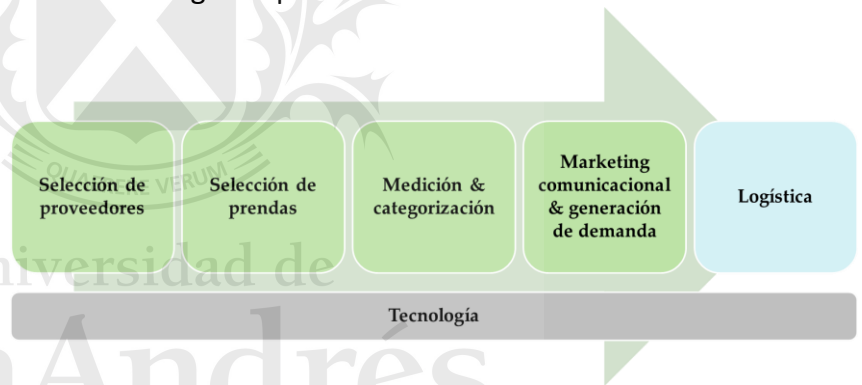 Selección de
proveedores
Selección de
prendas
Medición &
categorización
Marketing
comunicacional
& generación
de demanda
Logística
Tecnología
QUAERERE VERUM
niversidad de
nAndrés